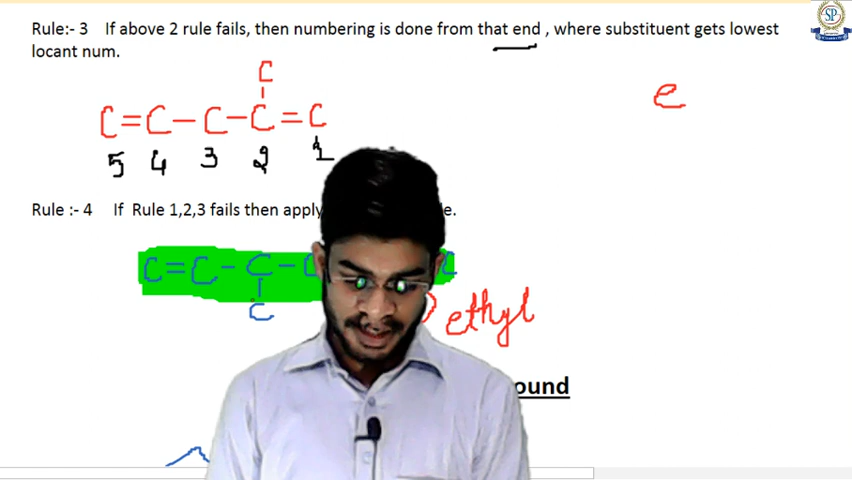 Rule:- 3 If above 2 rule fails, then numbering is done from that end , where substituent gets lowest
locant num.
C
C=C-C-C=C
5 4 3 2 1
e
Rule :- 4 If Rule 1,2,3 fails then apply e.
C=C-C-C C
C
ethyl
ound
SP